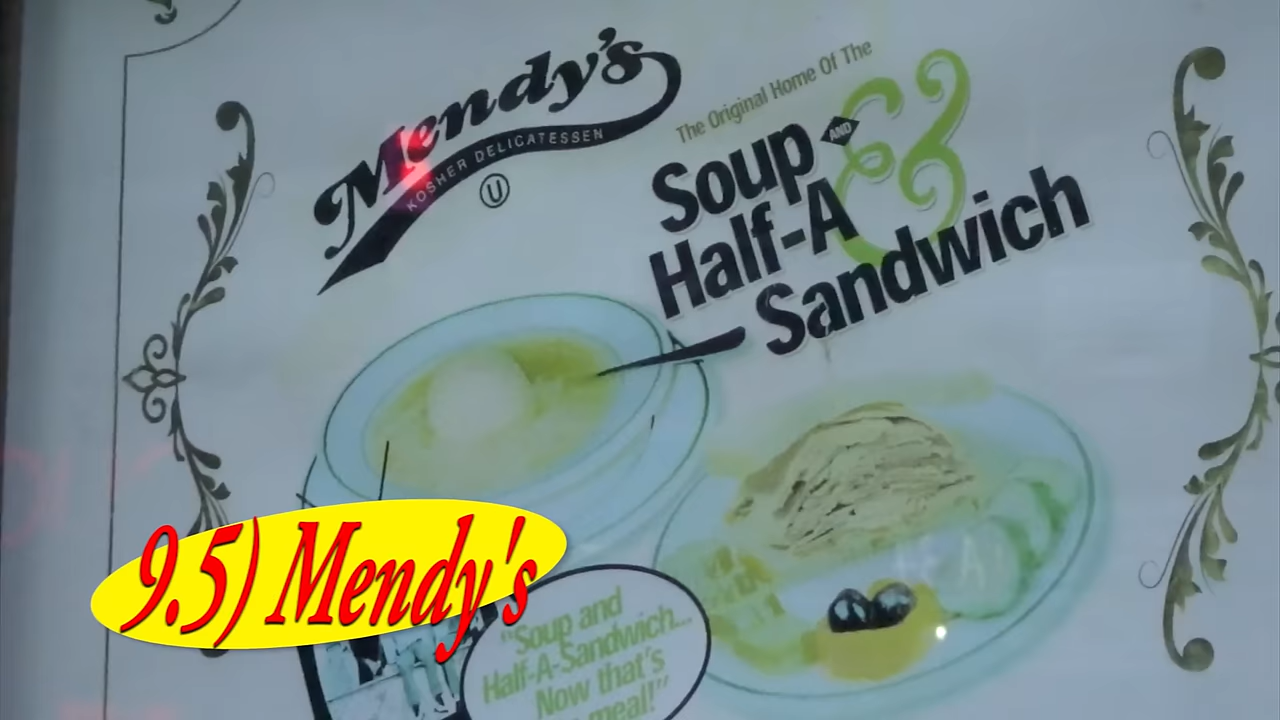 Mendy's
KOSHER DELICATESSEN
U
The Original Home Of The
Soup AND &
Half-A
Sandwich
9.5) Mendy's
"Soup and
Half-A-Sandwich...
Now that's
meal!"